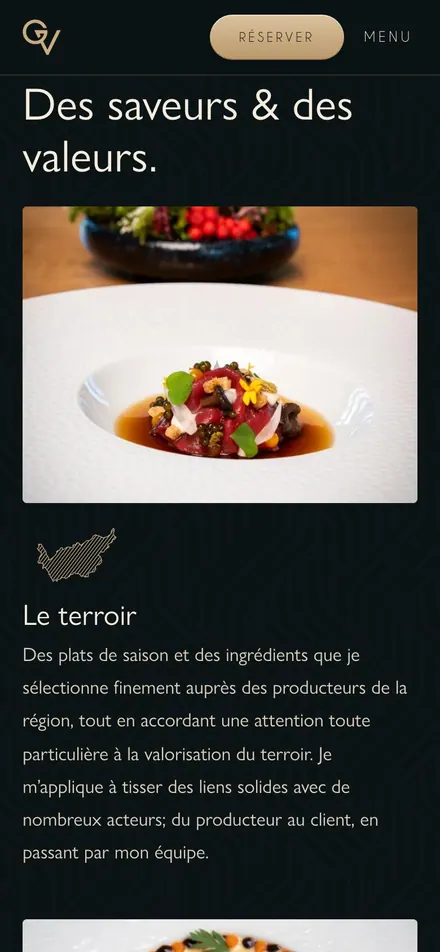 GV
RÉSERVER
MENU
Des saveurs & des
valeurs.
Le terroir
Des plats de saison et des ingrédients que je
sélectionne finement auprès des producteurs de la
région, tout en accordant une attention toute
particulière à la valorisation du terroir. Je
m’applique à tisser des liens solides avec de
nombreux acteurs; du producteur au client, en
passant par mon équipe.